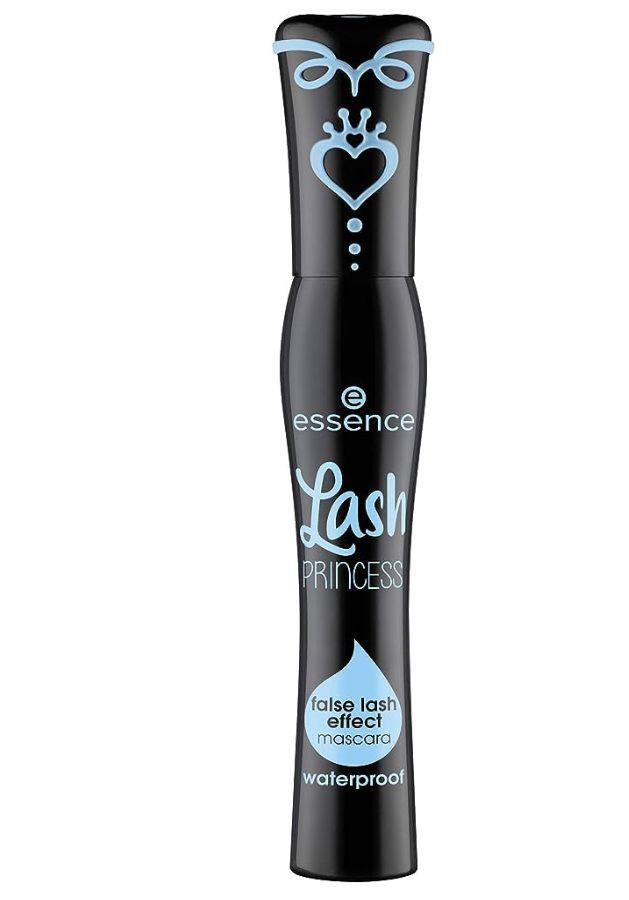 e
essence
Lash
PRINCESS
false lash
effect
mascara
waterproof